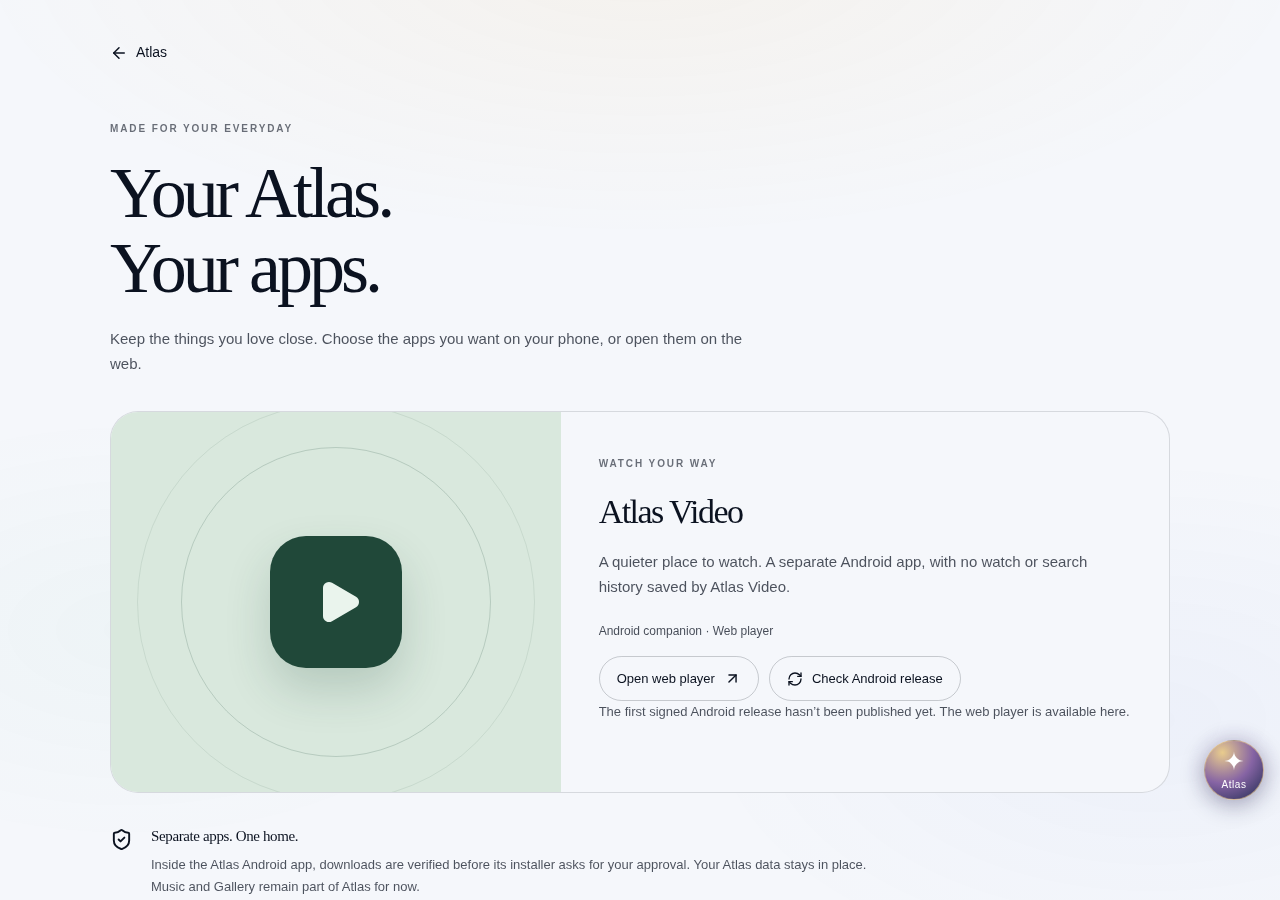 Atlas
MADE FOR YOUR EVERYDAY
Your Atlas.
Your apps.
Keep the things you love close. Choose the apps you want on your phone, or open them on the
web.
WATCH YOUR WAY
Atlas Video
A quieter place to watch. A separate Android app, with no watch or search
history saved by Atlas Video.
Android companion · Web player
Open web player
Check Android release
The first signed Android release hasn’t been published yet. The web player is available here.
Atlas
Separate apps. One home.
Inside the Atlas Android app, downloads are verified before its installer asks for your approval. Your Atlas data stays in place.
Music and Gallery remain part of Atlas for now.